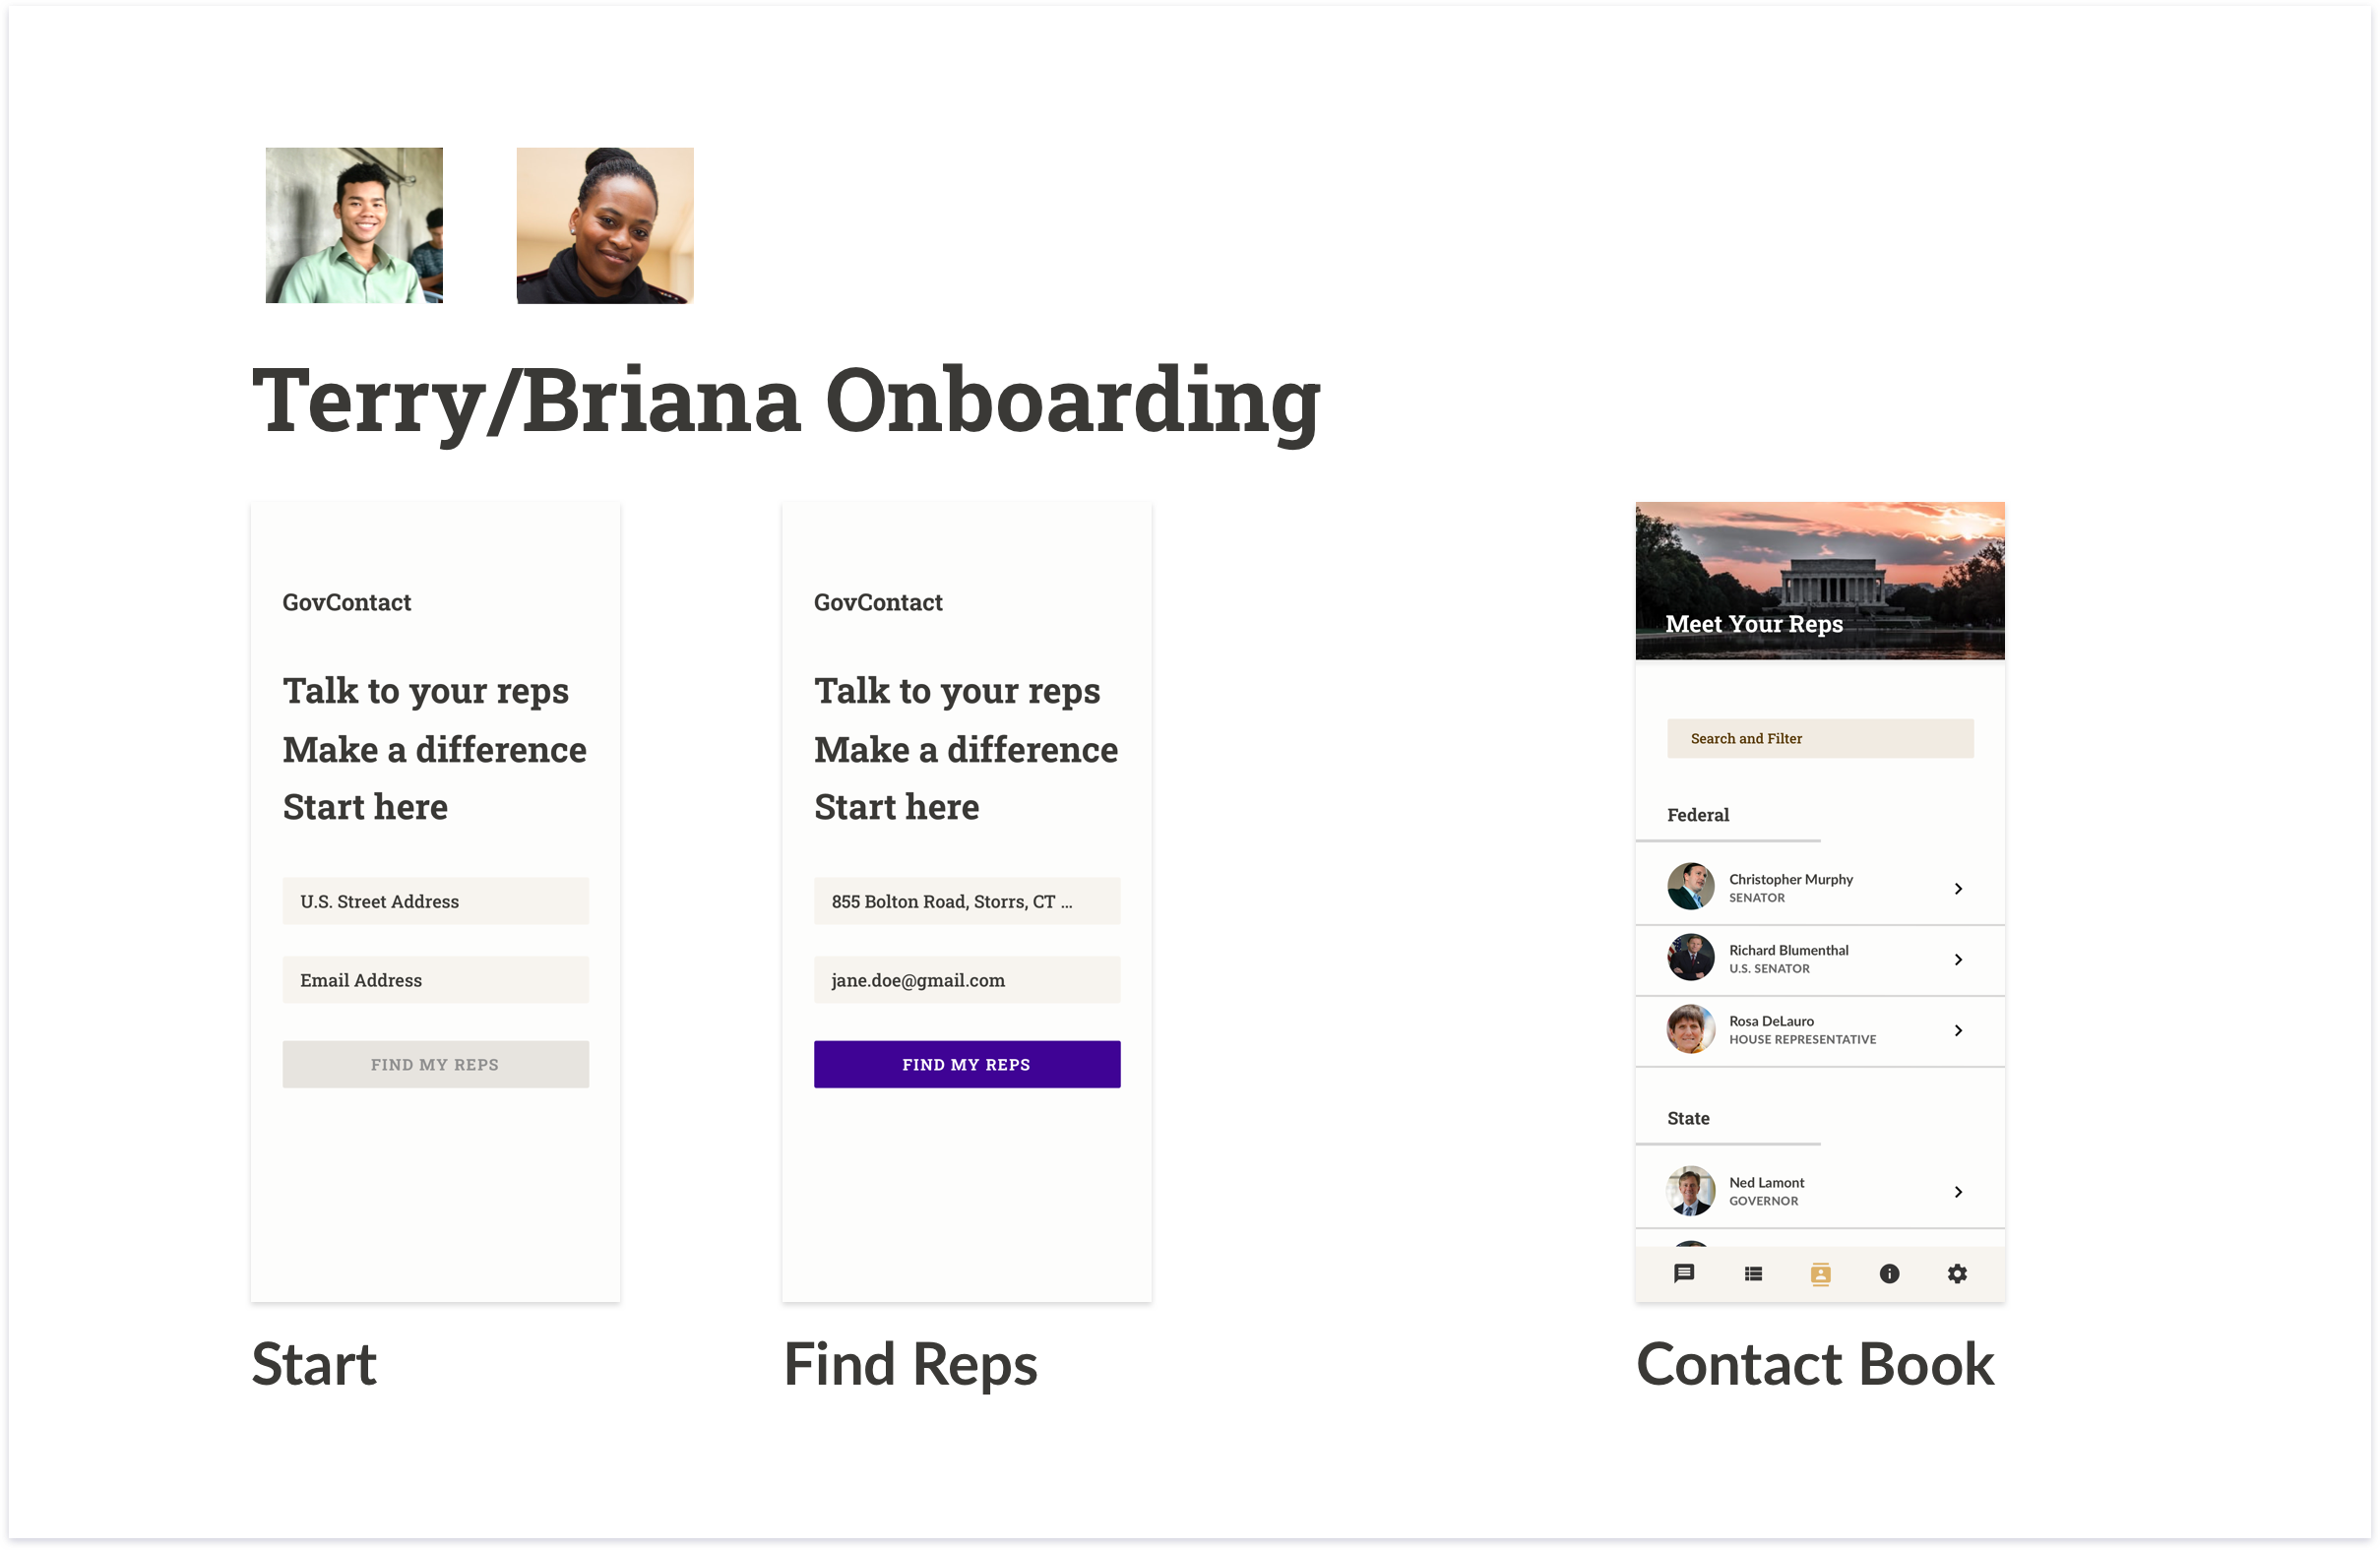 Terry/Briana Onboarding
GovContact
Talk to your reps
Make a difference
Start here
U.S. Street Address
Email Address
FIND MY REPS
Start
GovContact
Talk to your reps
Make a difference
Start here
855 Bolton Road, Storrs, CT ...
jane.doe@gmail.com
FIND MY REPS
Find Reps
Meet Your Reps
Search and Filter
Federal
Christopher Murphy
SENATOR
Richard Blumenthal
U.S. SENATOR
Rosa DeLauro
HOUSE REPRESENTATIVE
State
Ned Lamont
GOVERNOR
Contact Book